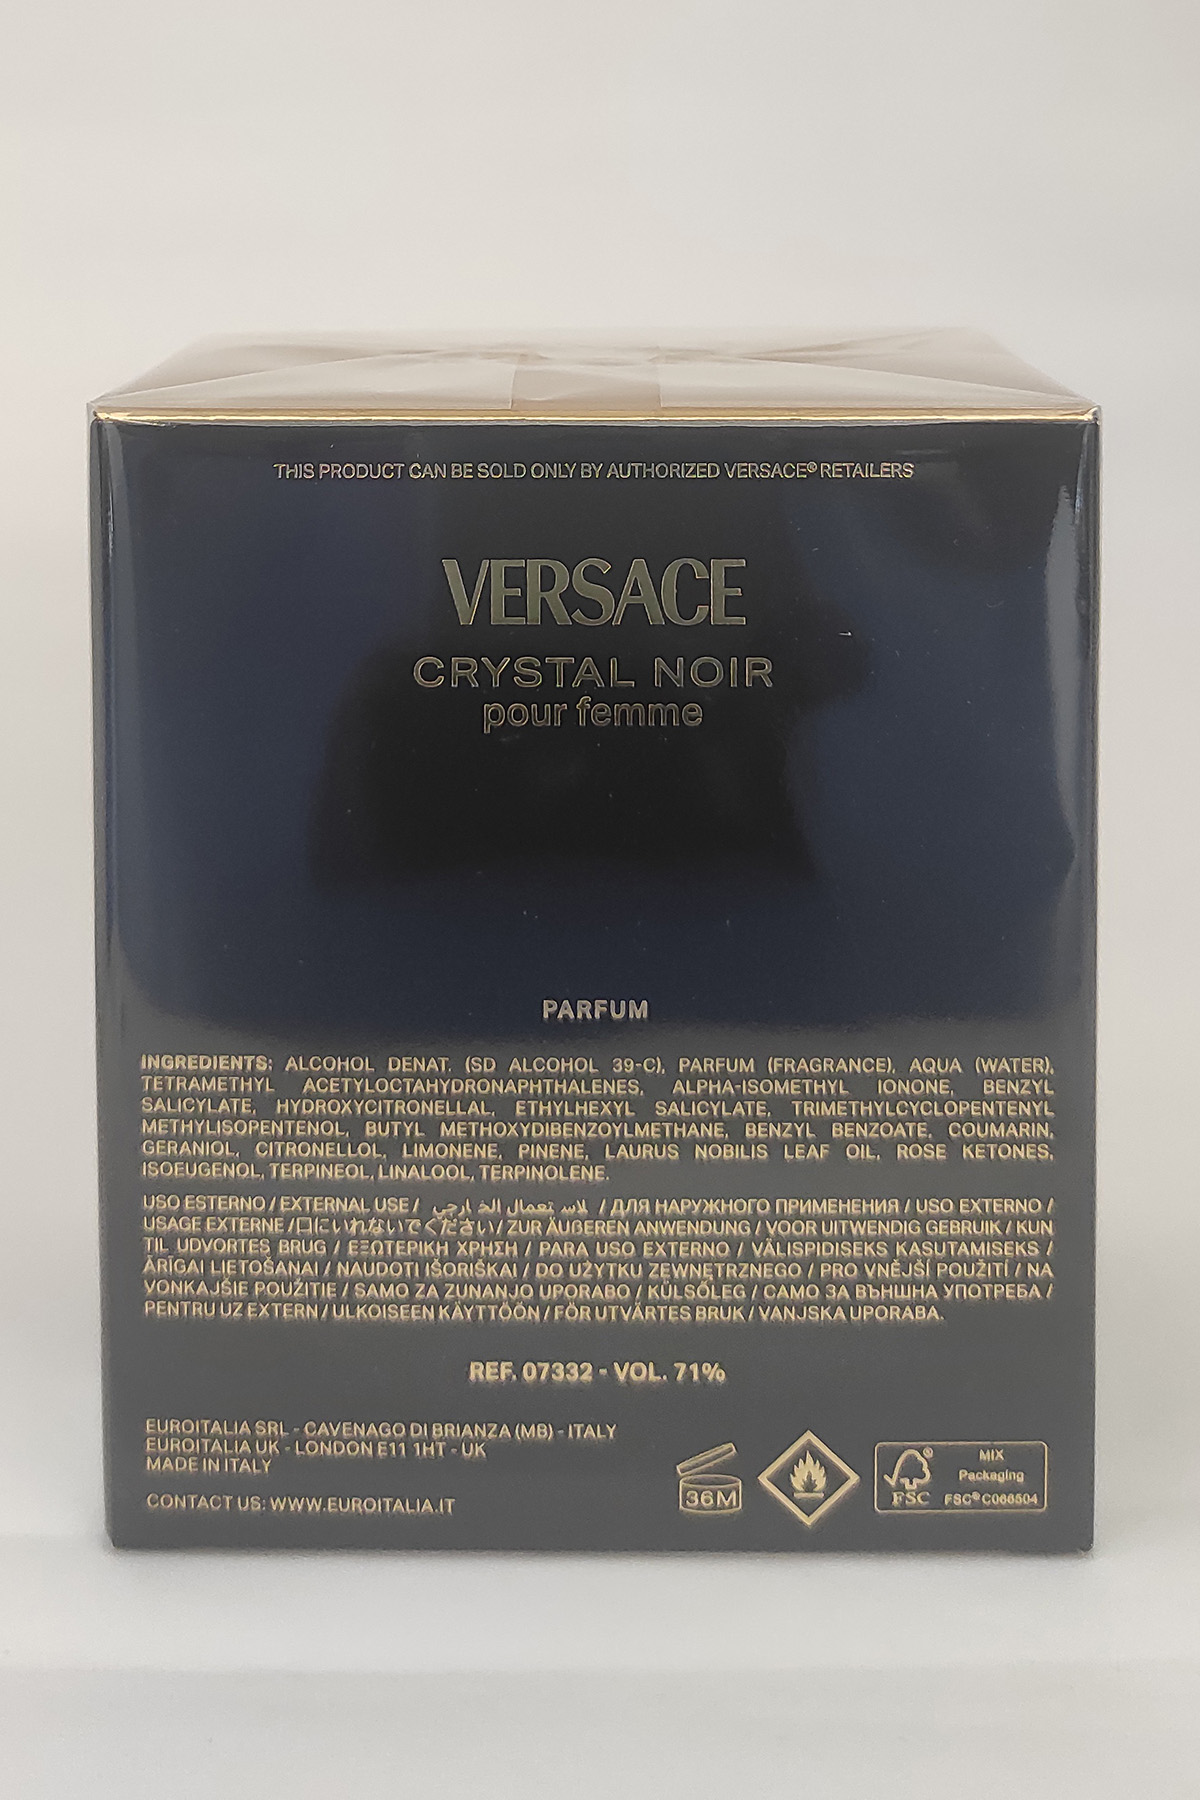 THIS PRODUCT CAN BE SOLD ONLY BY AUTHORIZED VERSACE® RETAILERS
VERSACE
CRYSTAL NOIR
pour femme
PARFUM
INGREDIENTS: ALCOHOL DENAT. (SD ALCOHOL 39-C), PARFUM (FRAGRANCE), AQUA (WATER),
TETRAMETHYL ACETYLOCTAHYDRONAPHTHALENES, ALPHA-ISOMETHYL IONONE, BENZYL
SALICYLATE, HYDROXYCITRONELLAL, ETHYLHEXYL SALICYLATE, TRIMETHYLCYCLOPENTENYL
METHYLISOPENTENOL, BUTYL METHOXYDIBENZOYLMETHANE, BENZYL BENZOATE, COUMARIN,
GERANIOL, CITRONELLOL, LIMONENE, PINENE, LAURUS NOBILIS LEAF OIL, ROSE KETONES,
ISOEUGENOL, TERPINEOL, LINALOOL, TERPINOLENE.
USO ESTERNO / EXTERNAL USE / للاستعمال الخارجي / ДЛЯ НАРУЖНОГО ПРИМЕНЕНИЯ / USO EXTERNO /
USAGE EXTERNE /口にいれないでください/ ZUR ÄUßEREN ANWENDUNG / VOOR UITWENDIG GEBRUIK / KUN
TIL UDVORTES BRUG / ΕΞΩΤΕΡΙΚΗ ΧΡΗΣΗ / PARA USO EXTERNO / VÄLISPIDISEKS KASUTAMISEKS /
ĀRĪGAI LIETOŠANAI / NAUDOTI IŠORIŠKAI / DO UŻYTKU ZEWNĘTRZNEGO / PRO VNĚJŠÍ POUŽITÍ / NA
VONKAJŠIE POUŽITIE / SAMO ZA ZUNANJO UPORABO / KÜLSŐLEG / САМО ЗА ВЪНШНА УПОТРЕБА /
PENTRU UZ EXTERN / ULKOISEEN KÄYTTÖÖN / FÖR UTVÄRTES BRUK / VANJSKA UPORABA.
REF. 07332 - VOL. 71%
EUROITALIA SRL - CAVENAGO DI BRIANZA (MB) - ITALY
EUROITALIA UK - LONDON E11 1HT - UK
MADE IN ITALY
CONTACT US: WWW.EUROITALIA.IT
36M
FSC®
MIX
Packaging
FSC® C066504